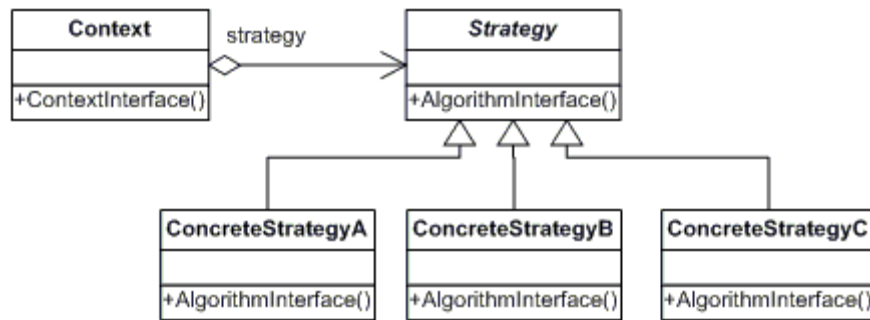 Context
strategy
Strategy
+ContextInterface()
+AlgorithmInterface()
ConcreteStrategyA
ConcreteStrategyB
ConcreteStrategyC
+AlgorithmInterface()
+AlgorithmInterface()
+AlgorithmInterface()